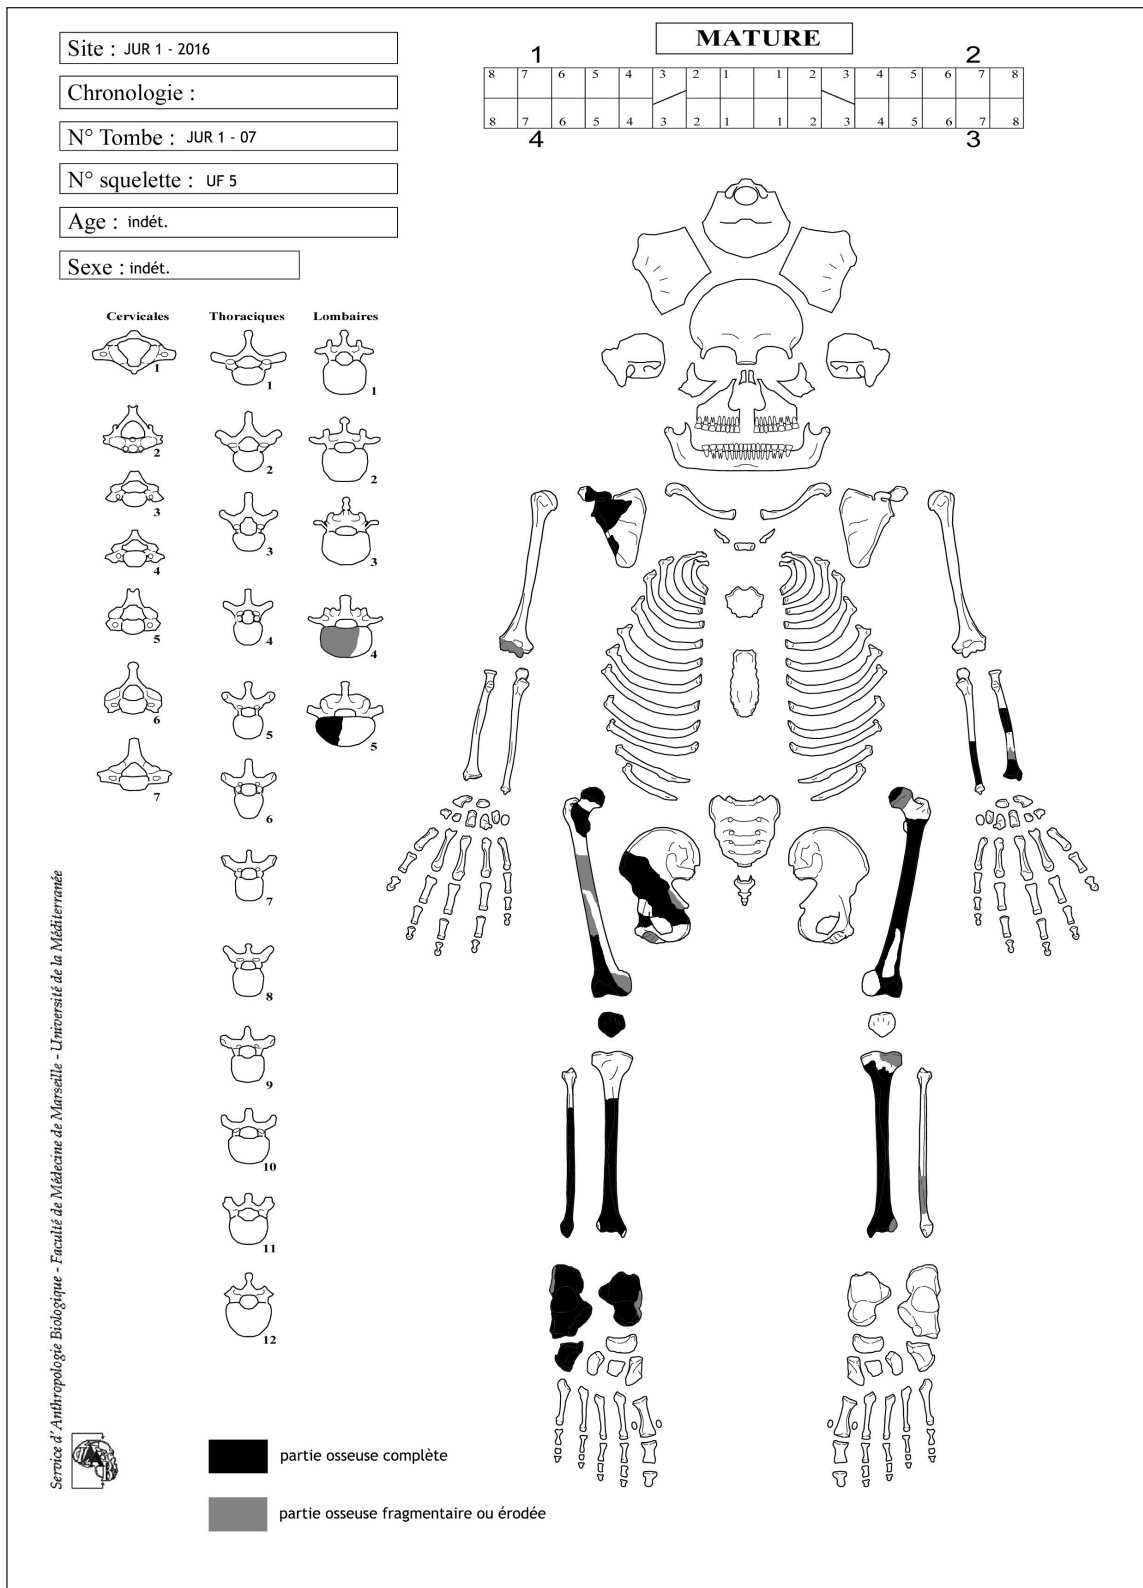 Site : JUR 1 - 2016
Chronologie :
N° Tombe : JUR 1 - 07
N° squelette : UF 5
Age : indét.
Sexe : indét.
MATURE
1 2
8 7 6 5 4 3 2 1 1 2 3 4 5 6 7 8
8 7 6 5 4 3 2 1 1 2 3 4 5 6 7 8
4 3
Cervicales Thoraciques Lombaires
1 1 1
2 2 2
3 3 3
4 4 4
5 5 5
6 6
7 7
8
9
10
11
12
Service d'Anthropologie Biologique - Faculté de Médecine de Marseille - Université de la Méditerranée
partie osseuse complète
partie osseuse fragmentaire ou érodée